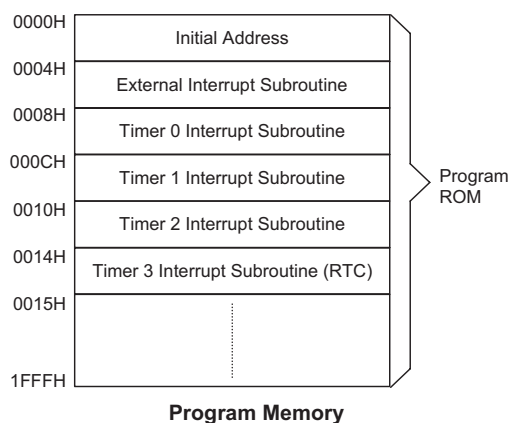 0000H
Initial Address
0004H
External Interrupt Subroutine
0008H
Timer 0 Interrupt Subroutine
000CH
Timer 1 Interrupt Subroutine
0010H
Timer 2 Interrupt Subroutine
0014H
Timer 3 Interrupt Subroutine (RTC)
0015H
1FFFH
Program
ROM
Program Memory